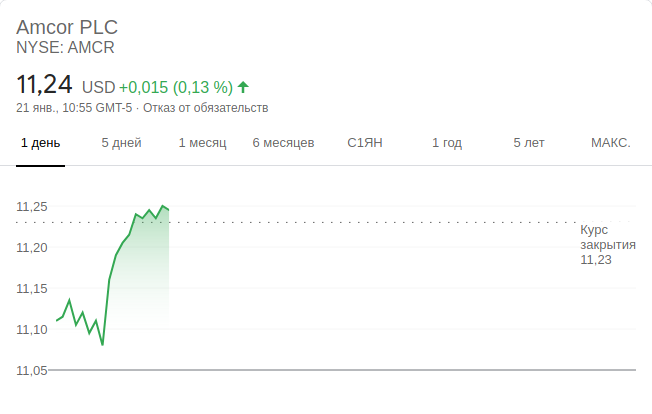 Amcor PLC
NYSE: AMCR
11,24 USD +0,015 (0,13 %)
21 янв., 10:55 GMT-5 · Отказ от обязательств
1 день 5 дней 1 месяц 6 месяцев С1ЯН 1 год 5 лет МАКС.
11,25
Курс
закрытия
11,23
11,20
11,15
11,10
11,05